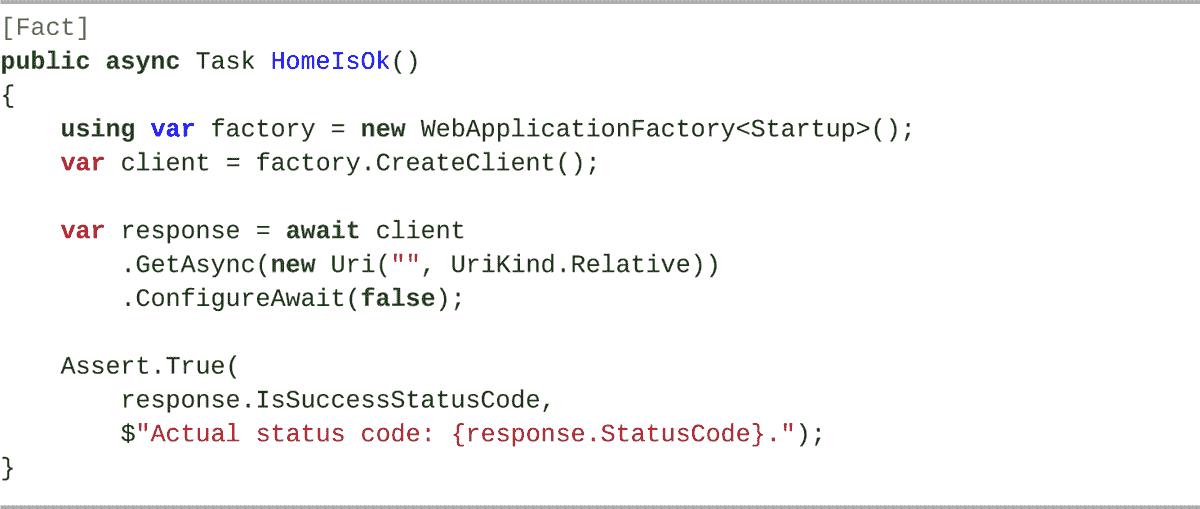 [Fact]
public async Task HomeIsOk()
{
    using var factory = new WebApplicationFactory<Startup>();
    var client = factory.CreateClient();

    var response = await client
        .GetAsync(new Uri("", UriKind.Relative))
        .ConfigureAwait(false);

    Assert.True(
        response.IsSuccessStatusCode,
        $"Actual status code: {response.StatusCode}.");
}